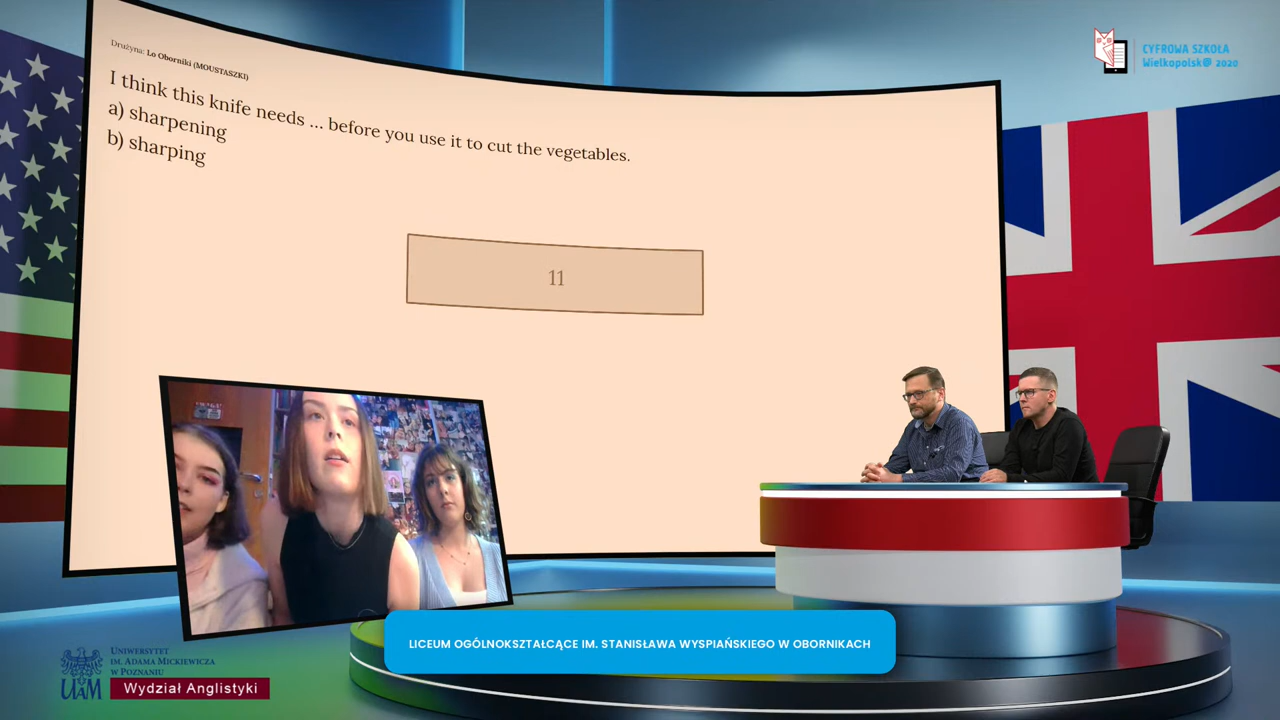 Drużyna: Lo Oborniki (MOUSTASZKI)
I think this knife needs ... before you use it to cut the vegetables.
a) sharpening
b) sharping
11
CYFROWA SZKOŁA
Wielkopolsk@ 2020
LICEUM OGÓLNOKSZTAŁCĄCE IM. STANISŁAWA WYSPIAŃSKIEGO W OBORNIKACH
UNIWERSYTET
IM. ADAMA MICKIEWICZA
W POZNANIU
UAM
Wydział Anglistyki